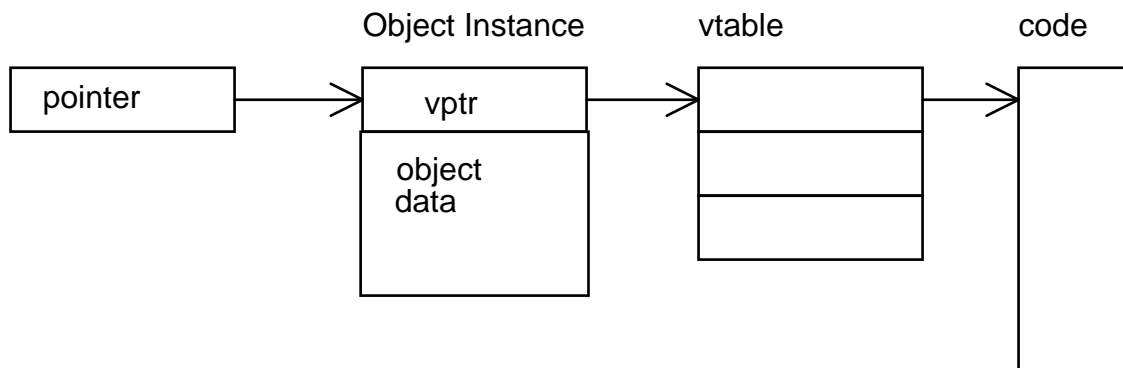 Object Instance
vtable
code
pointer
vptr
object
data